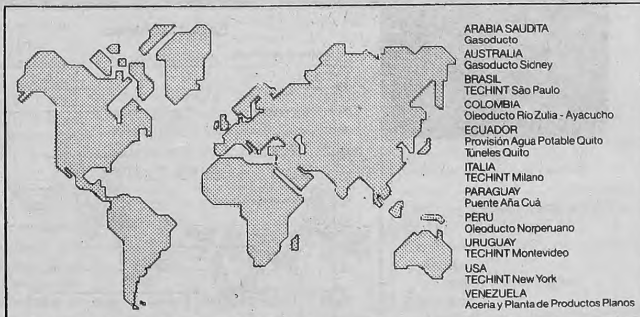 ARABIA SAUDITA
Gasoducto
AUSTRALIA
Gasoducto Sidney
BRASIL
TECHINT São Paulo
COLOMBIA
Oleoducto Río Zulia - Ayacucho
ECUADOR
Provisión Agua Potable Quito
Túneles Quito
ITALIA
TECHINT Milano
PARAGUAY
Puente Aña Cuá
PERU
Oleoducto Norperuano
URUGUAY
TECHINT Montevideo
USA
TECHINT New York
VENEZUELA
Acería y Planta de Productos Planos